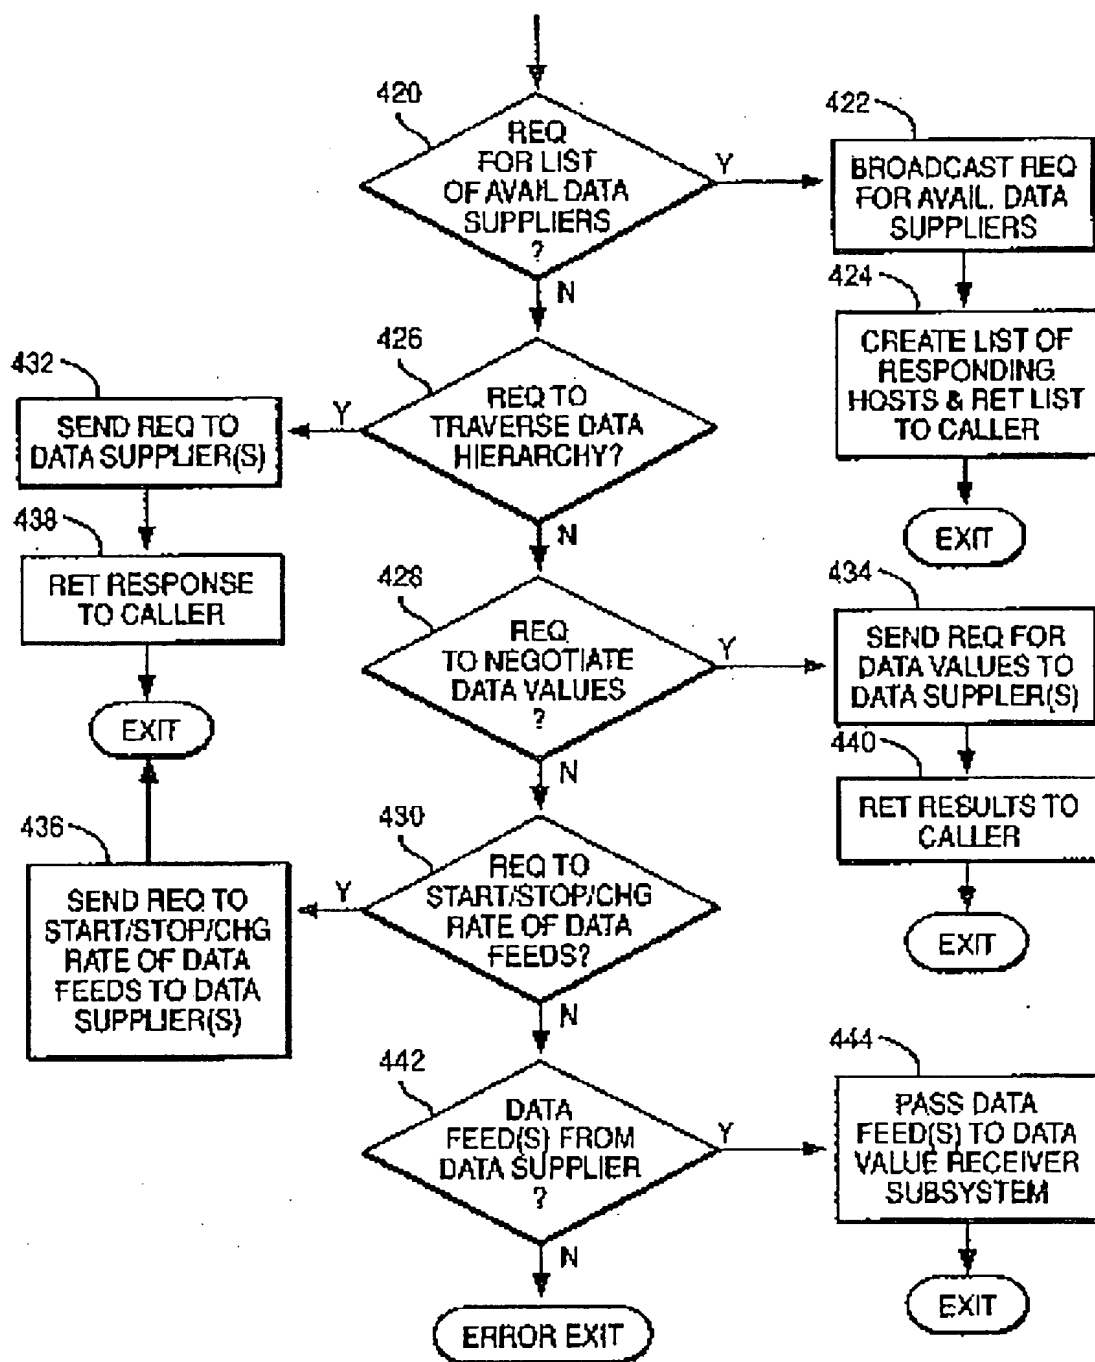 420
REQ
FOR LIST
OF AVAIL DATA
SUPPLIERS
?
Y
N
422
BROADCAST REQ
FOR AVAIL. DATA
SUPPLIERS
424
CREATE LIST OF
RESPONDING
HOSTS & RET LIST
TO CALLER
EXIT
426
REQ TO
TRAVERSE DATA
HIERARCHY?
Y
N
432
SEND REQ TO
DATA SUPPLIER(S)
438
RET RESPONSE
TO CALLER
EXIT
428
REQ
TO NEGOTIATE
DATA VALUES
?
Y
N
434
SEND REQ FOR
DATA VALUES TO
DATA SUPPLER(S)
440
RET RESULTS TO
CALLER
EXIT
430
REQ TO
START/STOP/CHG
RATE OF DATA
FEEDS?
Y
N
436
SEND REQ TO
START/STOP/CHG
RATE OF DATA
FEEDS TO DATA
SUPPLIER(S)
442
DATA
FEED(S) FROM
DATA SUPPLIER
?
Y
N
444
PASS DATA
FEED(S) TO DATA
VALUE RECEIVER
SUBSYSTEM
EXIT
ERROR EXIT